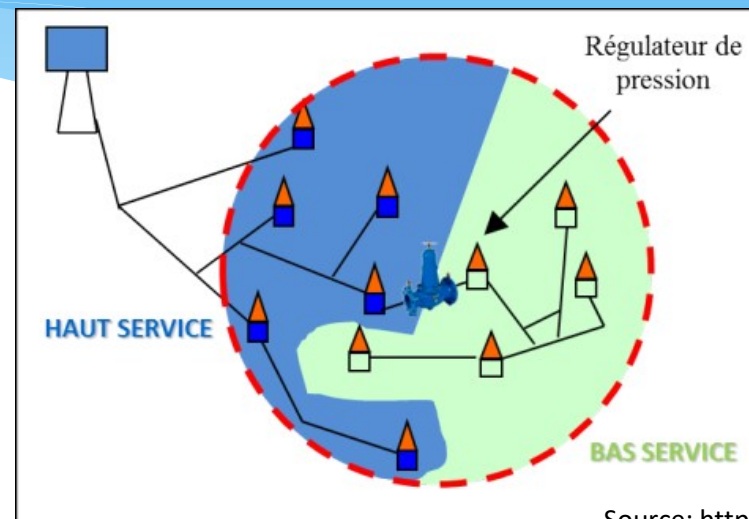 Régulateur de
pression
HAUT SERVICE
BAS SERVICE
Source: http